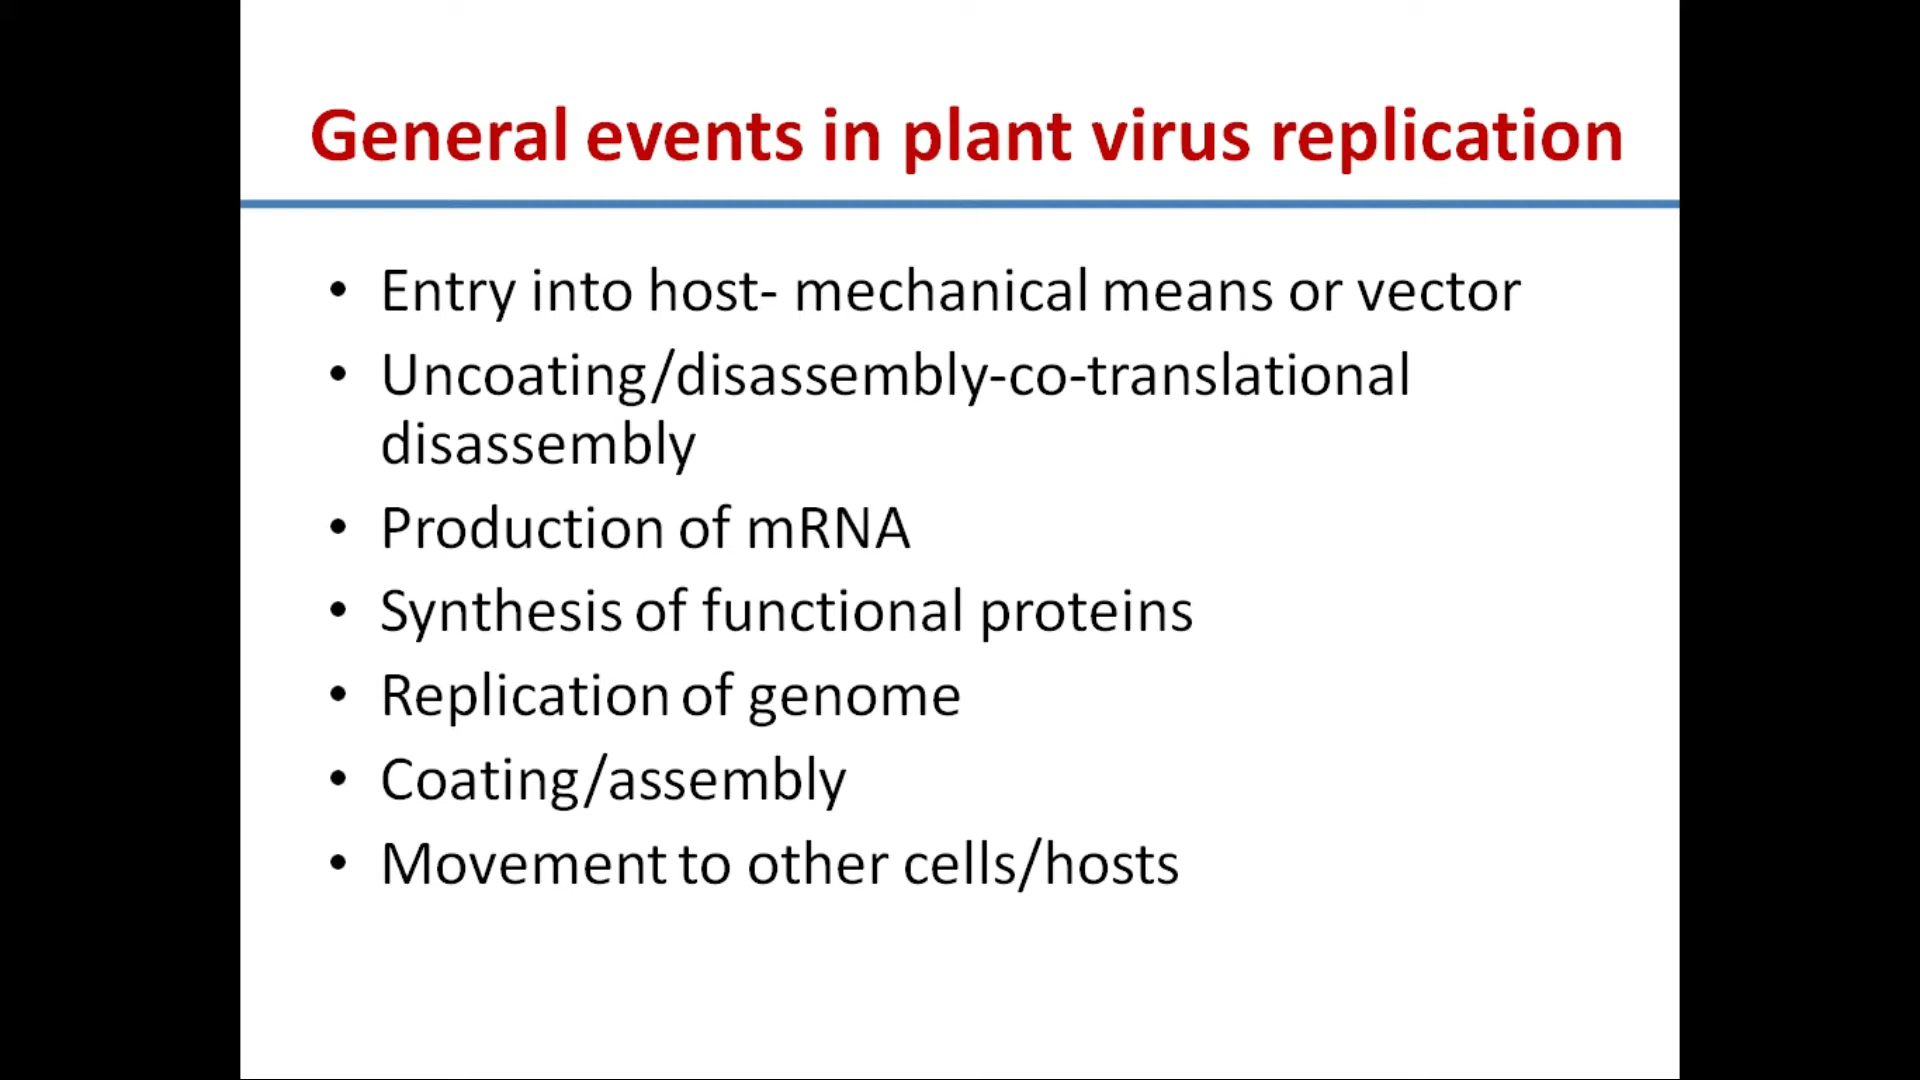 General events in plant virus replication
• Entry into host- mechanical means or vector
• Uncoating/disassembly-co-translational
disassembly
• Production of mRNA
• Synthesis of functional proteins
• Replication of genome
• Coating/assembly
• Movement to other cells/hosts